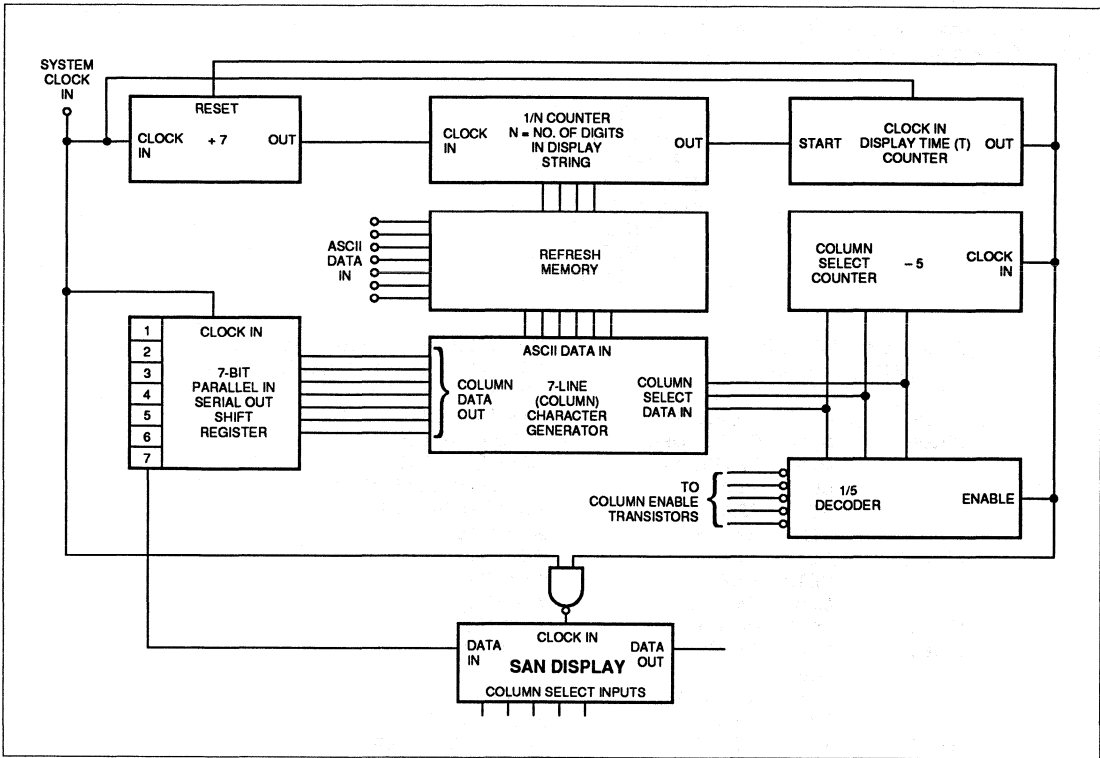 SYSTEM
CLOCK
IN
RESET
CLOCK
IN
+ 7
OUT
1/N COUNTER
N = NO. OF DIGITS
IN DISPLAY
STRING
CLOCK
IN
OUT
CLOCK IN
DISPLAY TIME (T)
COUNTER
START
OUT
ASCII
DATA
IN
REFRESH
MEMORY
COLUMN
SELECT
COUNTER
– 5
CLOCK
IN
1
2
3
4
5
6
7
CLOCK IN
7-BIT
PARALLEL IN
SERIAL OUT
SHIFT
REGISTER
ASCII DATA IN
COLUMN
DATA
OUT
7-LINE
(COLUMN)
CHARACTER
GENERATOR
COLUMN
SELECT
DATA IN
TO
COLUMN ENABLE
TRANSISTORS
1/5
DECODER
ENABLE
CLOCK IN
DATA
IN
SAN DISPLAY
DATA
OUT
COLUMN SELECT INPUTS